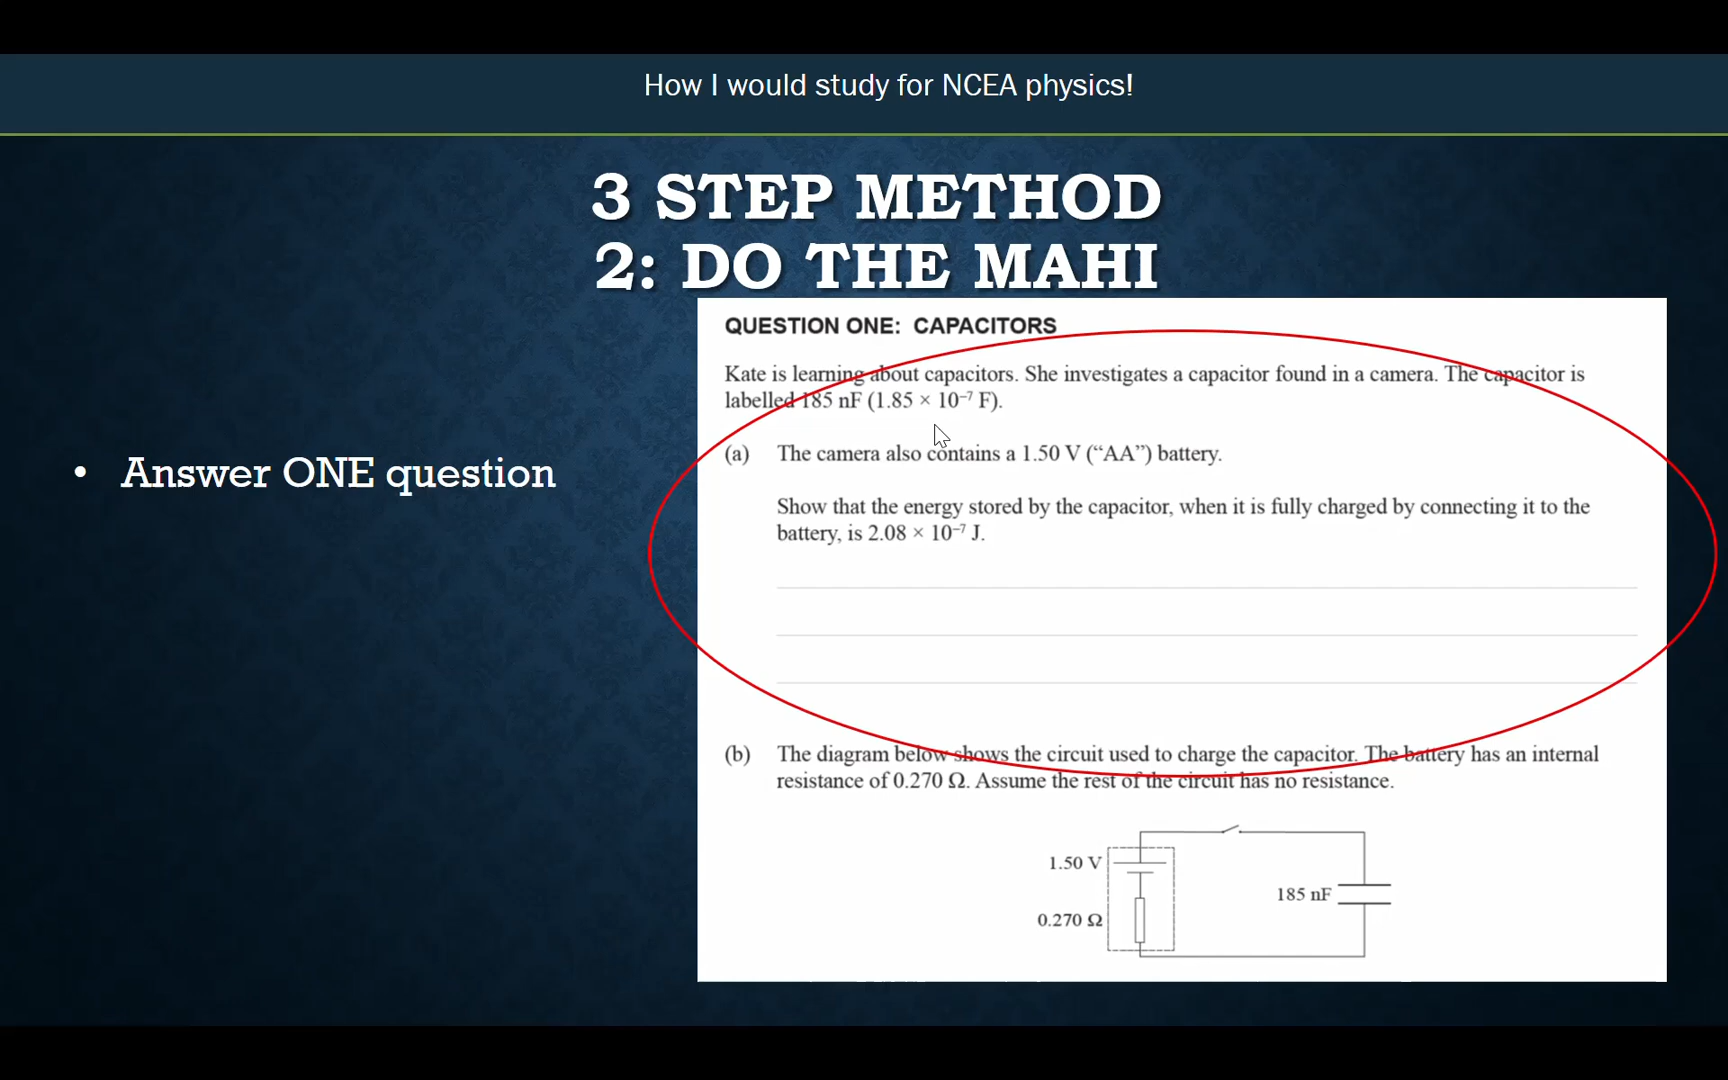 How I would study for NCEA physics!
3 STEP METHOD
2: DO THE MAHI
• Answer ONE question
QUESTION ONE: CAPACITORS
Kate is learning about capacitors. She investigates a capacitor found in a camera. The capacitor is
labelled 185 nF (1.85 × 10⁻⁷ F).
(a) The camera also contains a 1.50 V (“AA”) battery.
Show that the energy stored by the capacitor, when it is fully charged by connecting it to the
battery, is 2.08 × 10⁻⁷ J.
(b) The diagram below shows the circuit used to charge the capacitor. The battery has an internal
resistance of 0.270 Ω. Assume the rest of the circuit has no resistance.
1.50 V
185 nF
0.270 Ω